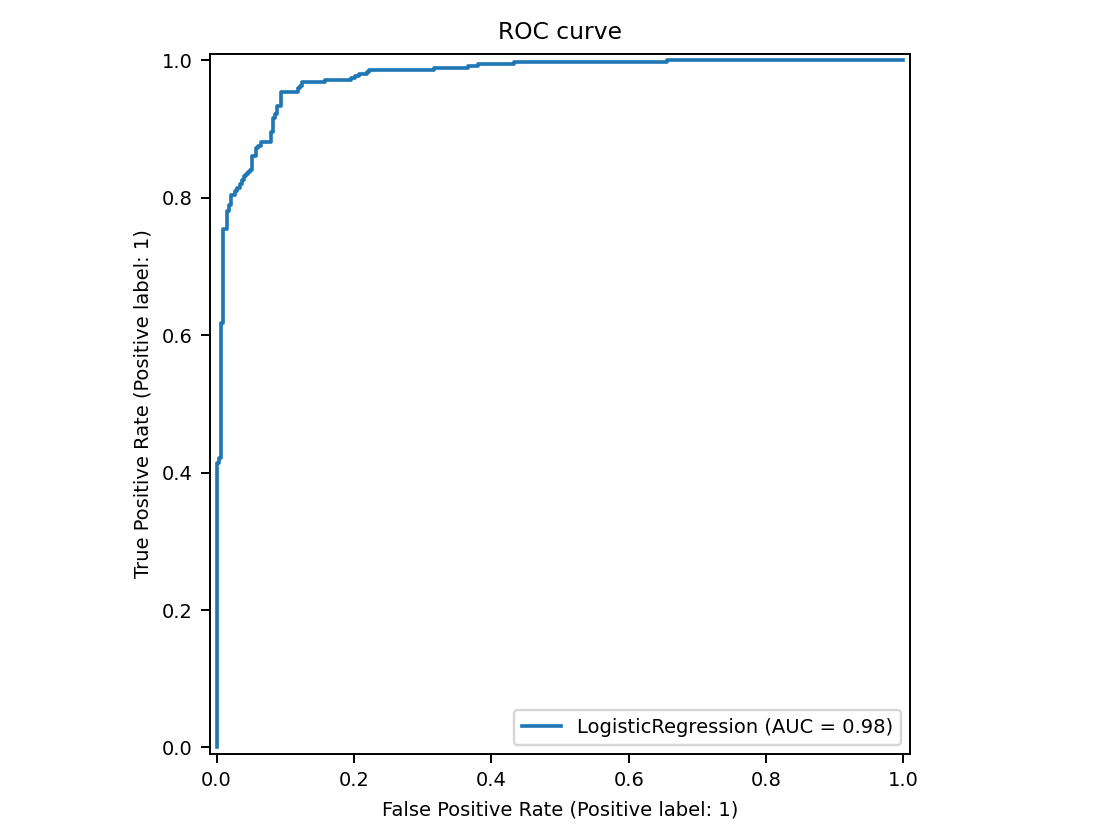 ROC curve
True Positive Rate (Positive label: 1)
1.0
0.8
0.6
0.4
0.2
0.0
LogisticRegression (AUC = 0.98)
0.0 0.2 0.4 0.6 0.8 1.0
False Positive Rate (Positive label: 1)